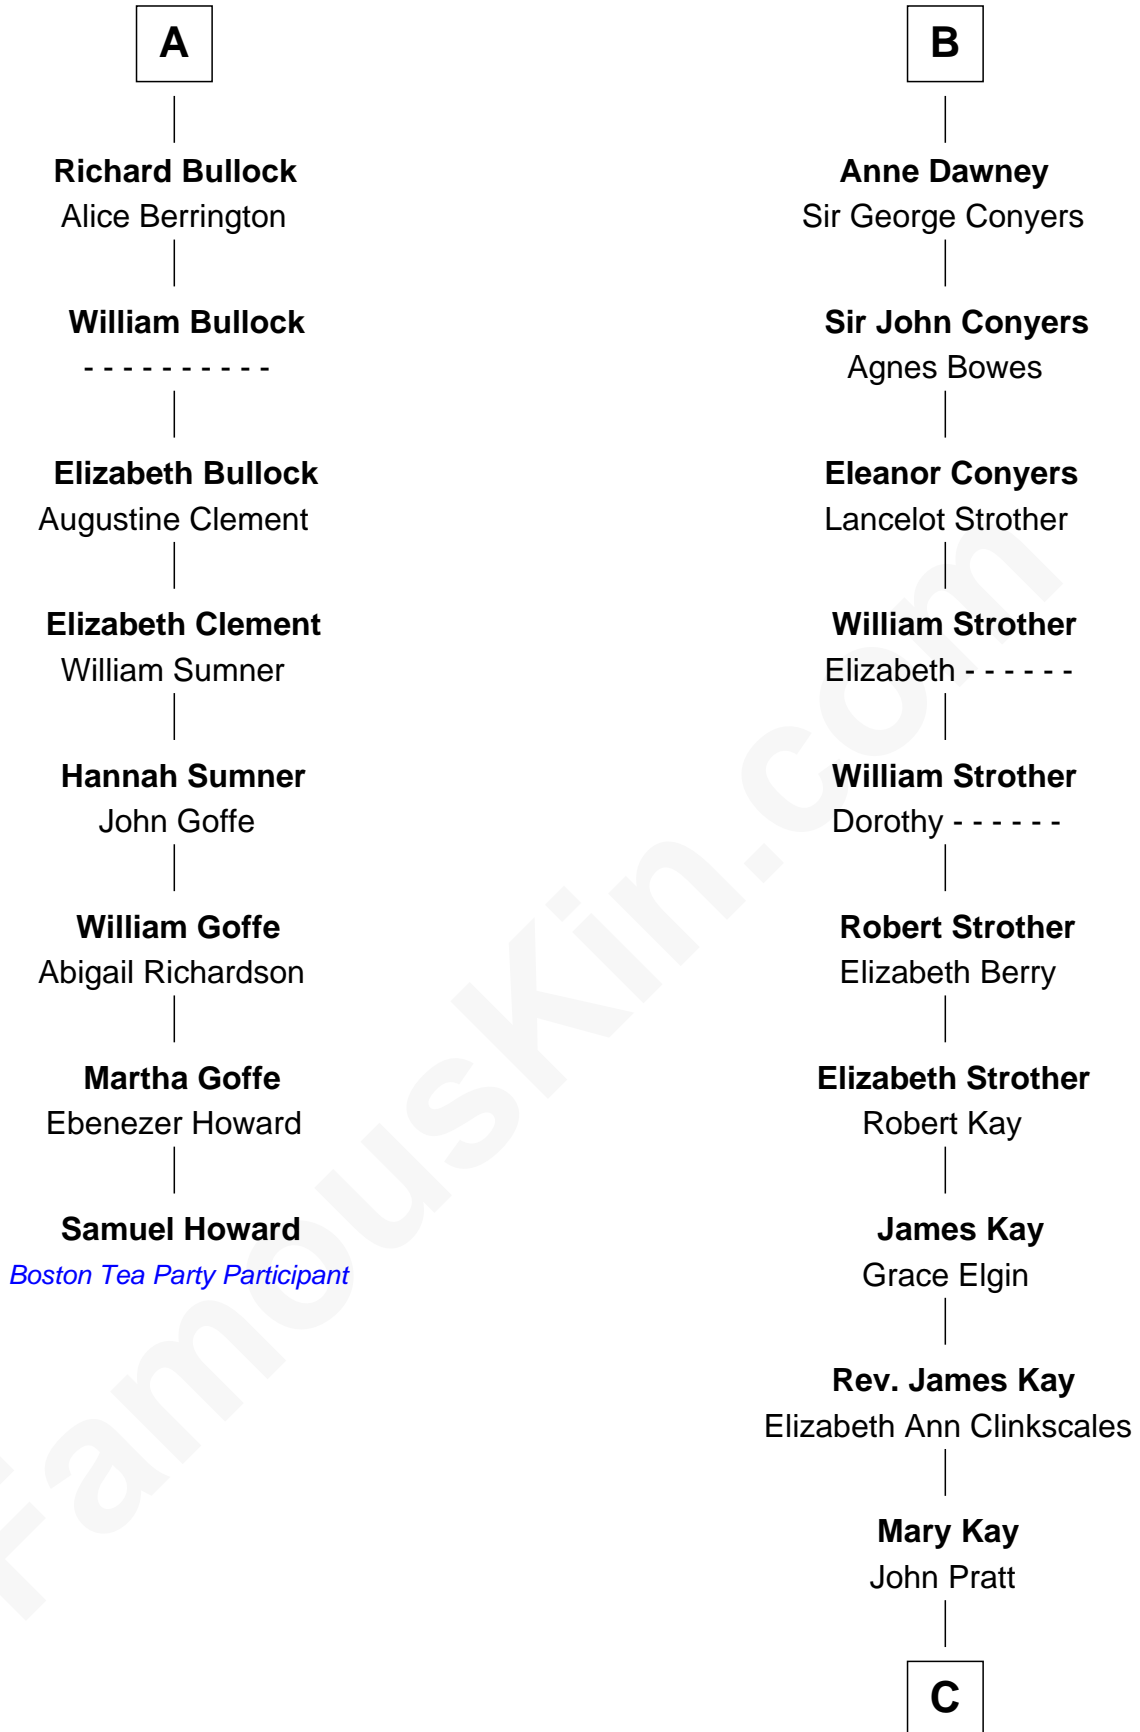 A
Richard Bullock
Alice Berrington
William Bullock
- - - - - - - - - -
Elizabeth Bullock
Augustine Clement
Elizabeth Clement
William Sumner
Hannah Sumner
John Goffe
William Goffe
Abigail Richardson
Martha Goffe
Ebenezer Howard
Samuel Howard
Boston Tea Party Participant
B
Anne Dawney
Sir George Conyers
Sir John Conyers
Agnes Bowes
Eleanor Conyers
Lancelot Strother
William Strother
Elizabeth - - - - - -
William Strother
Dorothy - - - - - -
Robert Strother
Elizabeth Berry
Elizabeth Strother
Robert Kay
James Kay
Grace Elgin
Rev. James Kay
Elizabeth Ann Clinkscales
Mary Kay
John Pratt
C
FamousKin.com